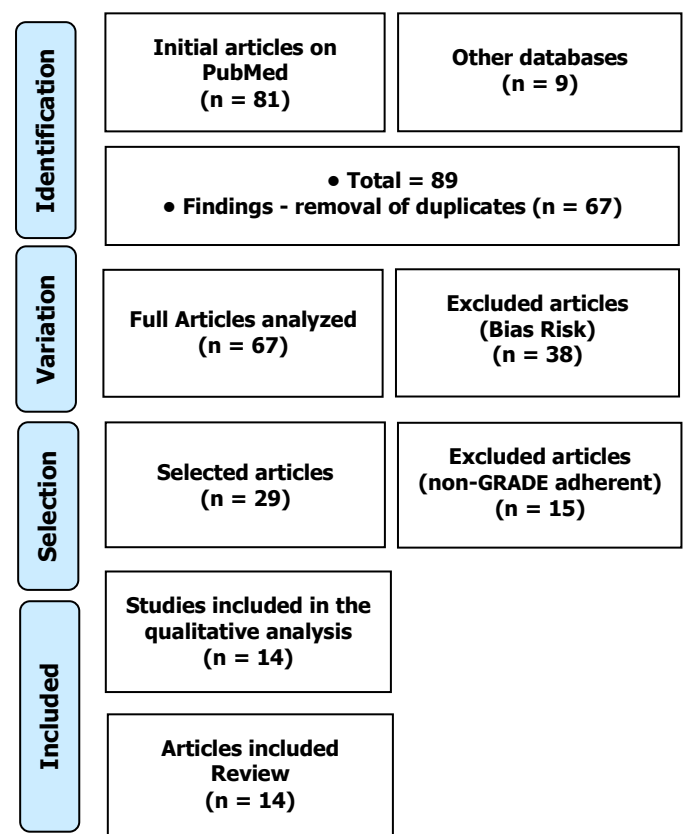 Identification
Initial articles on
PubMed
(n = 81)
Other databases
(n = 9)
• Total = 89
• Findings - removal of duplicates (n = 67)
Variation
Full Articles analyzed
(n = 67)
Excluded articles
(Bias Risk)
(n = 38)
Selection
Selected articles
(n = 29)
Excluded articles
(non-GRADE adherent)
(n = 15)
Included
Studies included in the
qualitative analysis
(n = 14)
Articles included
Review
(n = 14)